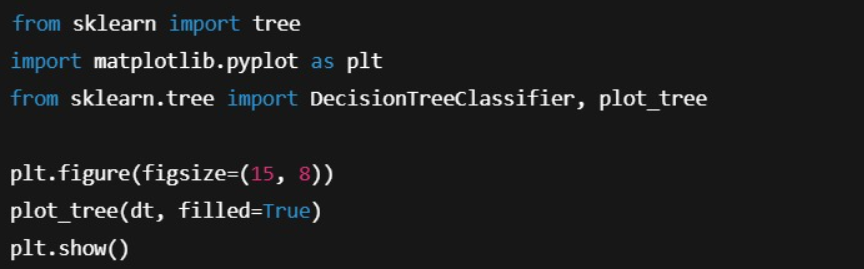 from sklearn import tree
import matplotlib.pyplot as plt
from sklearn.tree import DecisionTreeClassifier, plot_tree
plt.figure(figsize=(15, 8))
plot_tree(dt, filled=True)
plt.show()